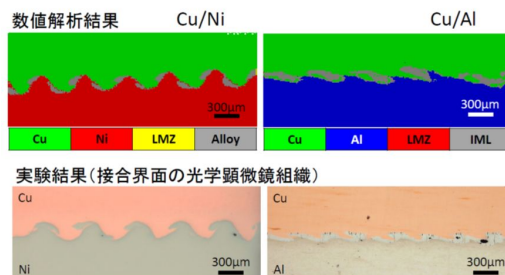 数値解析結果 Cu/Ni Cu/Al
300μm 300μm
Cu Ni LMZ Alloy Cu Al LMZ IML
実験結果(接合界面の光学顕微鏡組織)
Cu Cu
Ni 300μm Al 300μm